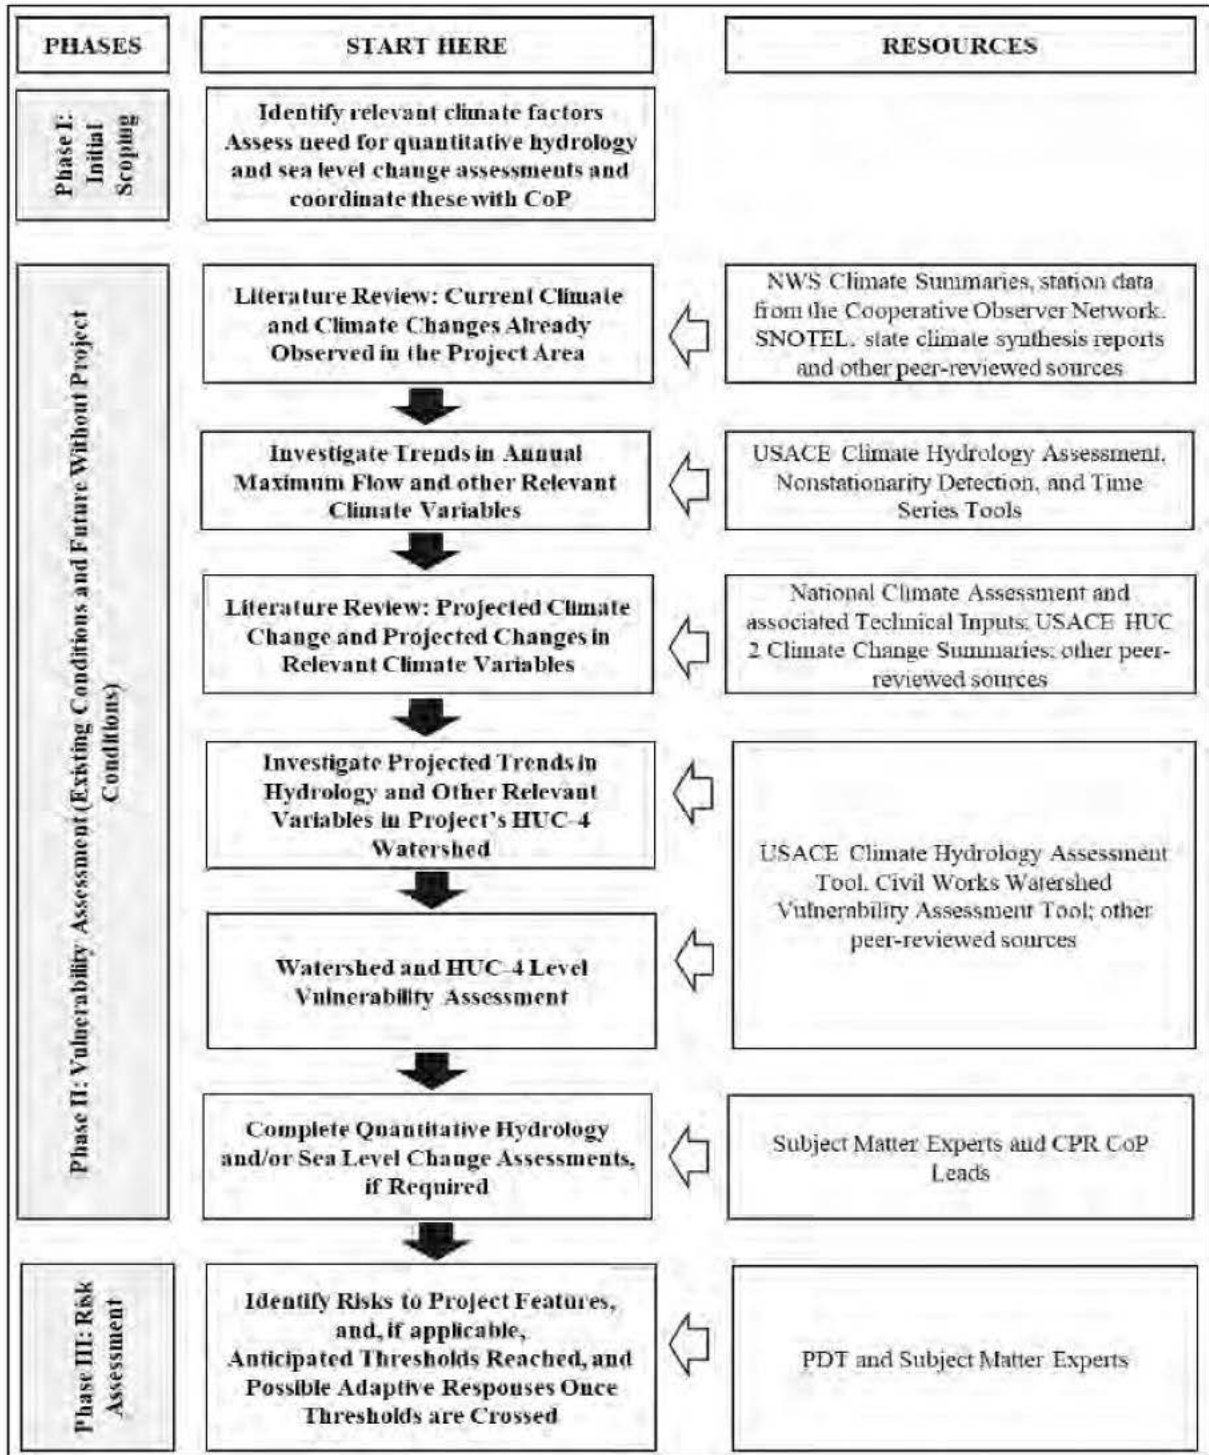 PHASES
START HERE
RESOURCES
Phase I:
Initial
Scoping
Identify relevant climate factors
Assess need for quantitative hydrology
and sea level change assessments and
coordinate these with CoP
Phase II: Vulnerability Assessment (Existing Conditions and Future Without Project
Conditions)
Literature Review: Current Climate
and Climate Changes Already
Observed in the Project Area
NWS Climate Summaries, station data
from the Cooperative Observer Network.
SNOTEL. state climate synthesis reports
and other peer-reviewed sources
Investigate Trends in Annual
Maximum Flow and other Relevant
Climate Variables
USACE Climate Hydrology Assessment,
Nonstationarity Detection, and Time
Series Tools
Literature Review: Projected Climate
Change and Projected Changes in
Relevant Climate Variables
National Climate Assessment and
associated Technical Inputs; USACE HUC
2 Climate Change Summaries; other peer-
reviewed sources
Investigate Projected Trends in
Hydrology and Other Relevant
Variables in Project's HUC-4
Watershed
Watershed and HUC-4 Level
Vulnerability Assessment
USACE Climate Hydrology Assessment
Tool. Civil Works Watershed
Vulnerability Assessment Tool; other
peer-reviewed sources
Complete Quantitative Hydrology
and/or Sea Level Change Assessments,
if Required
Subject Matter Experts and CPR CoP
Leads
Phase III: Risk
Assessment
Identify Risks to Project Features,
and, if applicable,
Anticipated Thresholds Reached, and
Possible Adaptive Responses Once
Thresholds are Crossed
PDT and Subject Matter Experts